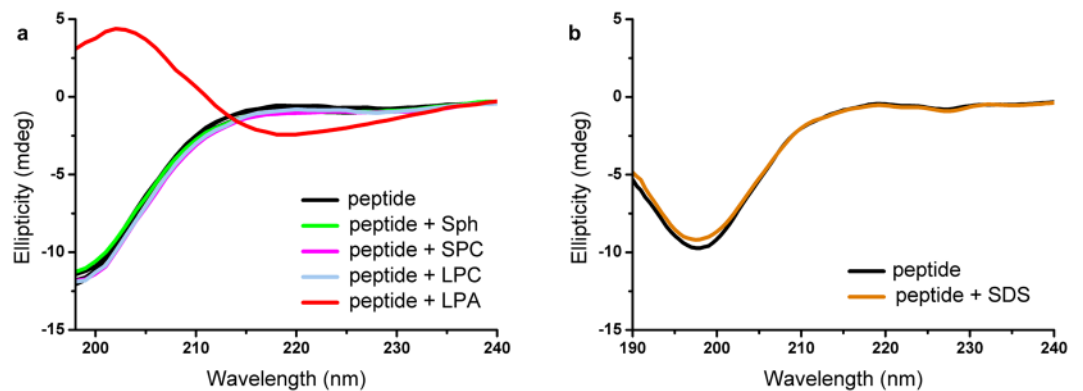 a
5
0
-5
-10
-15
Ellipticity (mdeg)
peptide
peptide + Sph
peptide + SPC
peptide + LPC
peptide + LPA
200 210 220 230 240
Wavelength (nm)
b
5
0
-5
-10
-15
Ellipticity (mdeg)
peptide
peptide + SDS
190 200 210 220 230 240
Wavelength (nm)